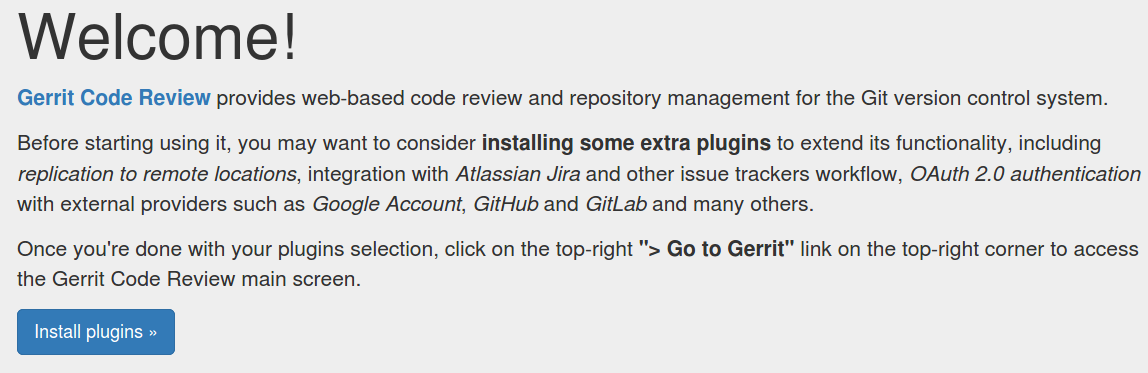 Welcome!
Gerrit Code Review provides web-based code review and repository management for the Git version control system.
Before starting using it, you may want to consider installing some extra plugins to extend its functionality, including
replication to remote locations, integration with Atlassian Jira and other issue trackers workflow, OAuth 2.0 authentication
with external providers such as Google Account, GitHub and GitLab and many others.
Once you're done with your plugins selection, click on the top-right "> Go to Gerrit" link on the top-right corner to access
the Gerrit Code Review main screen.
Install plugins »